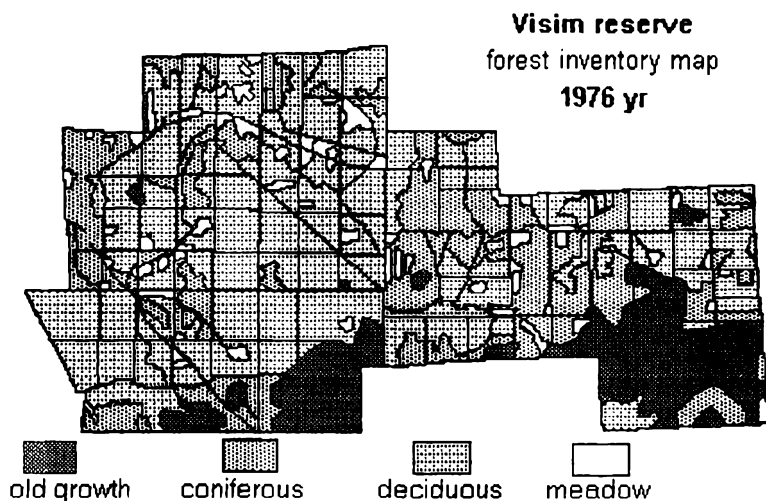 Visim reserve
forest inventory map
1976 yr
old growth
coniferous
deciduous
meadow